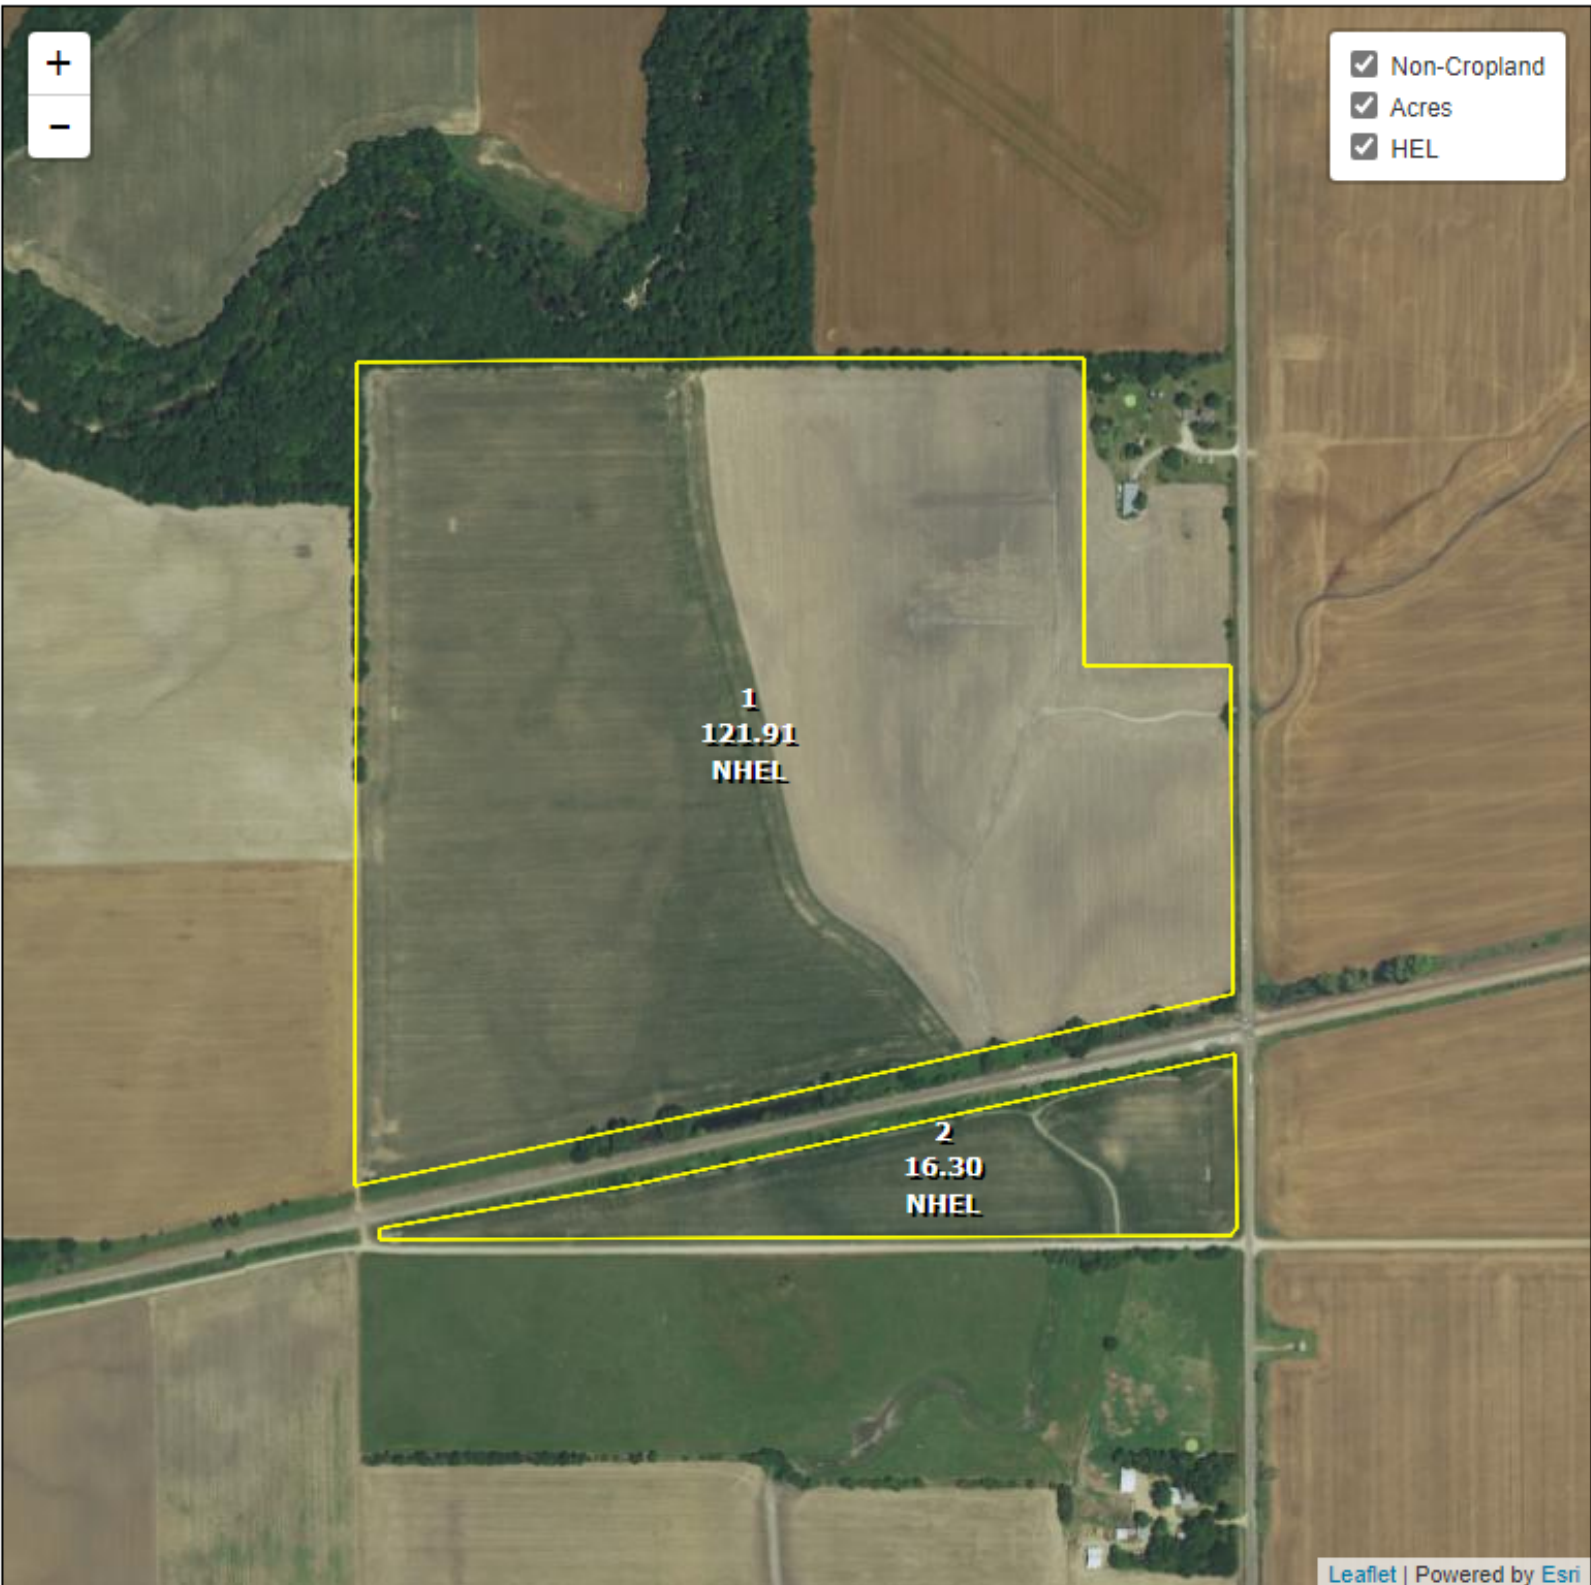 +
−
Non-Cropland
Acres
HEL
1
121.91
NHEL
2
16.30
NHEL
Leaflet | Powered by Esri